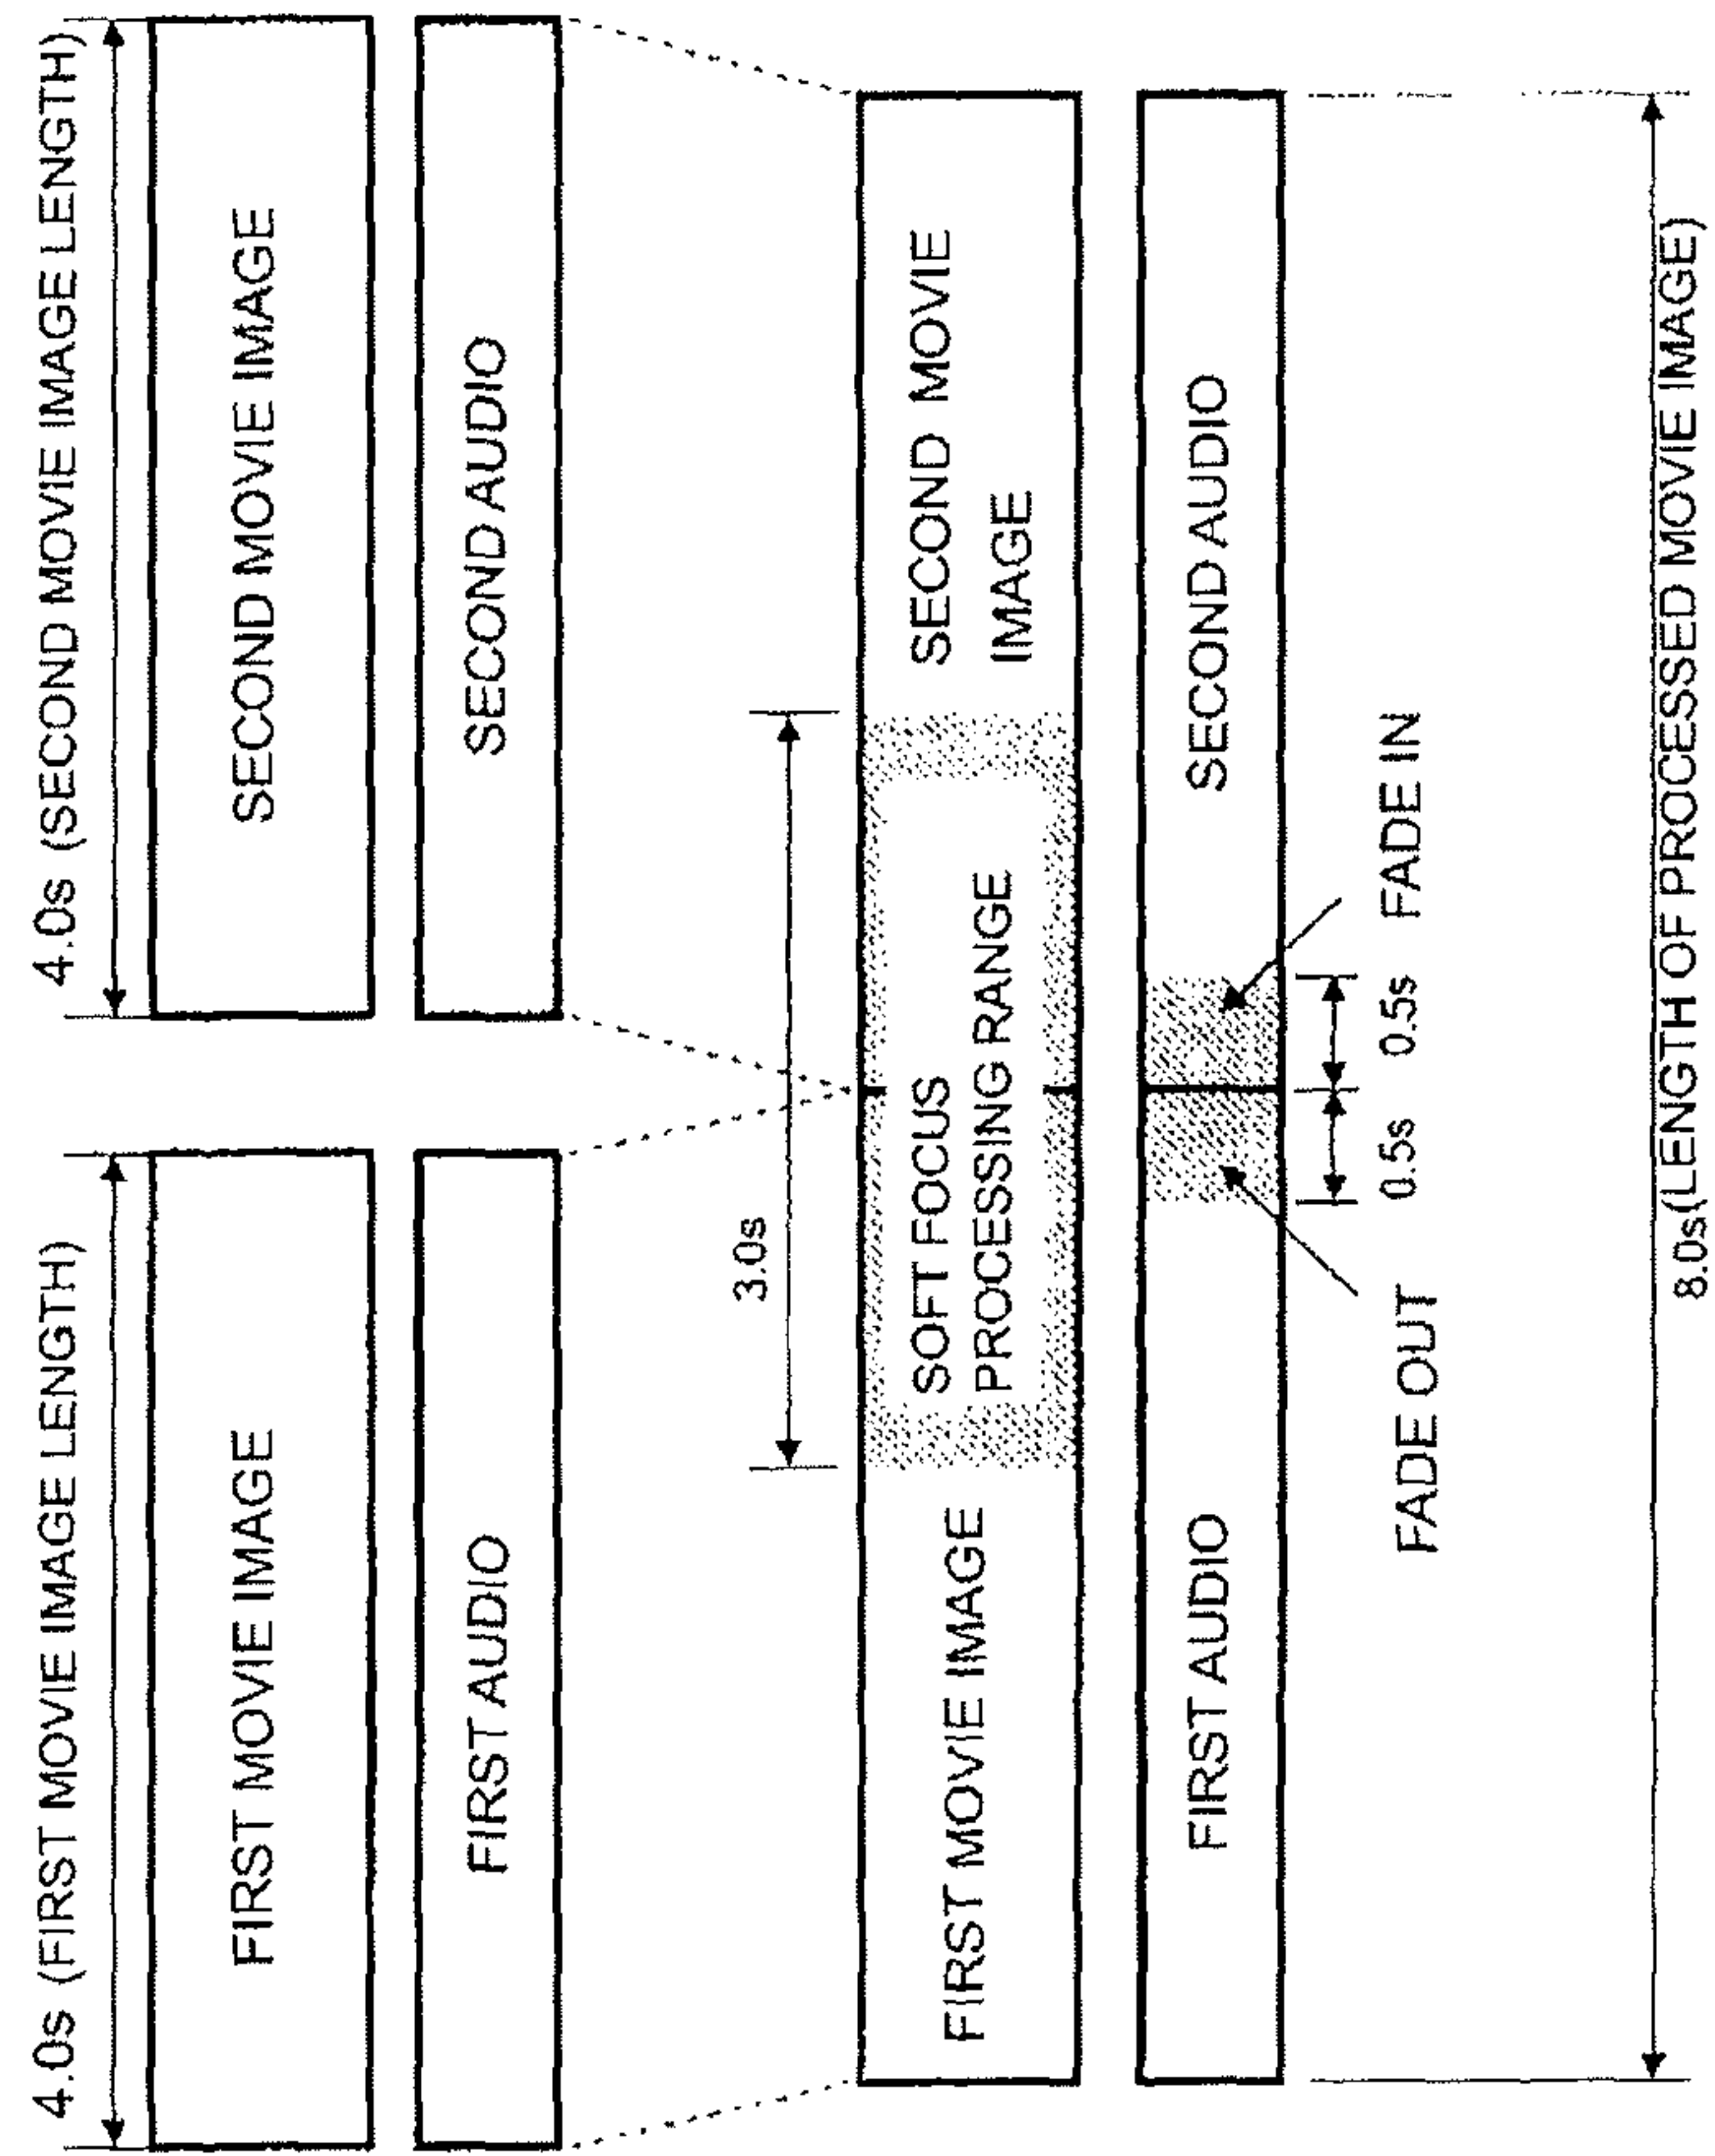 4.0s (FIRST MOVIE IMAGE LENGTH)
4.0s (SECOND MOVIE IMAGE LENGTH)
FIRST MOVIE IMAGE
SECOND MOVIE IMAGE
FIRST AUDIO
SECOND AUDIO
3.0s
FIRST MOVIE IMAGE
SOFT FOCUS
PROCESSING RANGE
SECOND MOVIE
IMAGE
FIRST AUDIO
SECOND AUDIO
0.5s
0.5s
FADE OUT
FADE IN
8.0s(LENGTH OF PROCESSED MOVIE IMAGE)